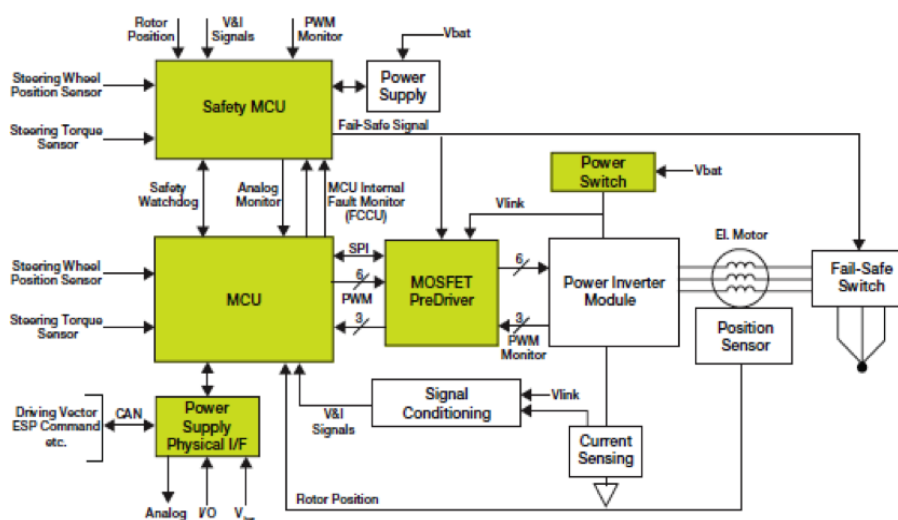 Rotor
Position
V&I
Signals
PWM
Monitor
Vbat
Steering Wheel
Position Sensor
Safety MCU
Power
Supply
Steering Torque
Sensor
Fail-Safe Signal
Safety
Watchdog
Analog
Monitor
MCU Internal
Fault Monitor
(FCCU)
Power
Switch
Vbat
Vlink
El. Motor
Steering Wheel
Position Sensor
MCU
SPI
6
PWM
3
MOSFET
PreDriver
6
3
PWM
Monitor
Power Inverter
Module
Fail-Safe
Switch
Position
Sensor
Steering Torque
Sensor
V&I
Signals
Signal
Conditioning
Vlink
Current
Sensing
Driving Vector
ESP Command
etc.
CAN
Power
Supply
Physical I/F
Rotor Position
Analog
I/O